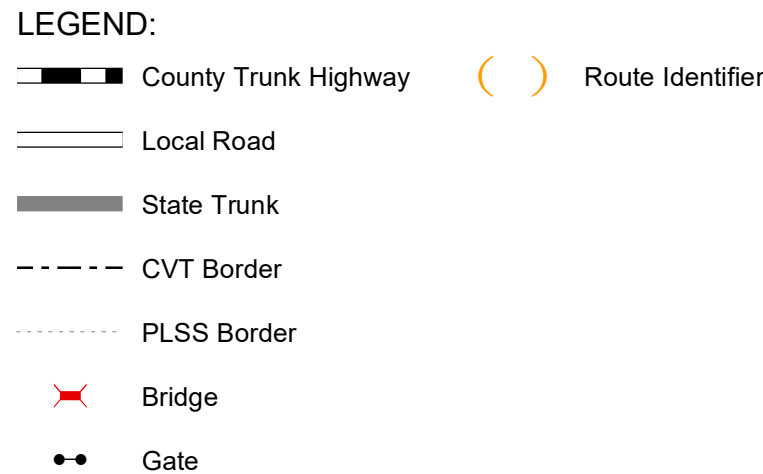 LEGEND:
County Trunk Highway ( ) Route Identifier
Local Road
State Trunk
CVT Border
PLSS Border
Bridge
Gate